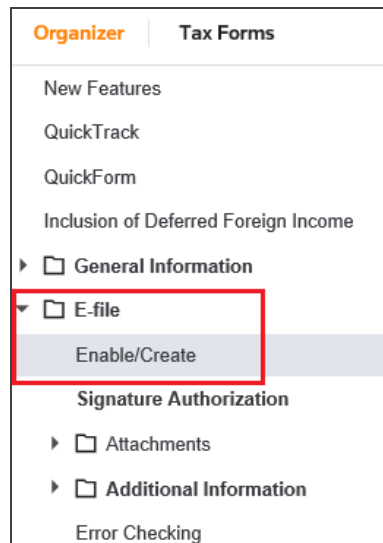 Organizer Tax Forms
New Features
QuickTrack
QuickForm
Inclusion of Deferred Foreign Income
General Information
E-file
Enable/Create
Signature Authorization
Attachments
Additional Information
Error Checking